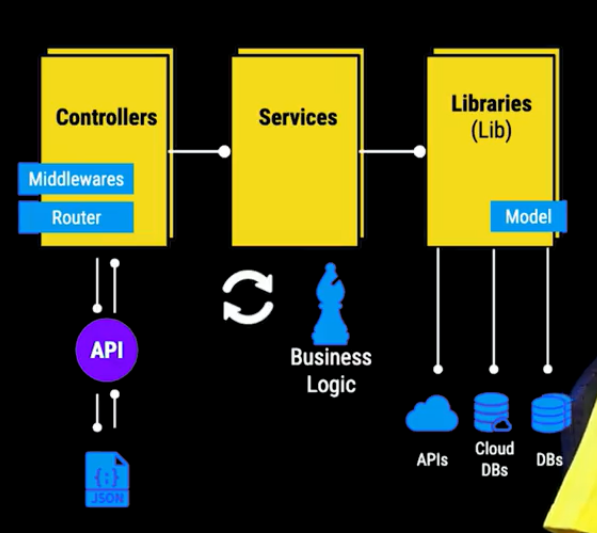 Controllers
Middlewares
Router
Services
Libraries
(Lib)
Model
API
{;}
JSON
Business
Logic
APIs
Cloud
DBs
DBs